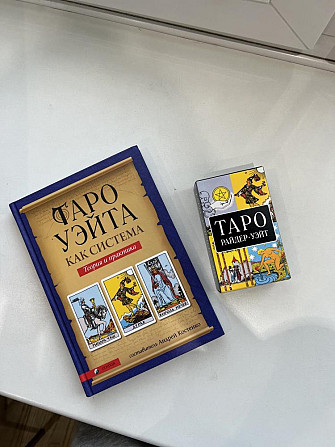 ТАРО
УЭЙТА
КАК СИСТЕМА
Теория и практика
составитель Андрей Костенко
ТАРО
РАЙДЕР-УЭЙТ